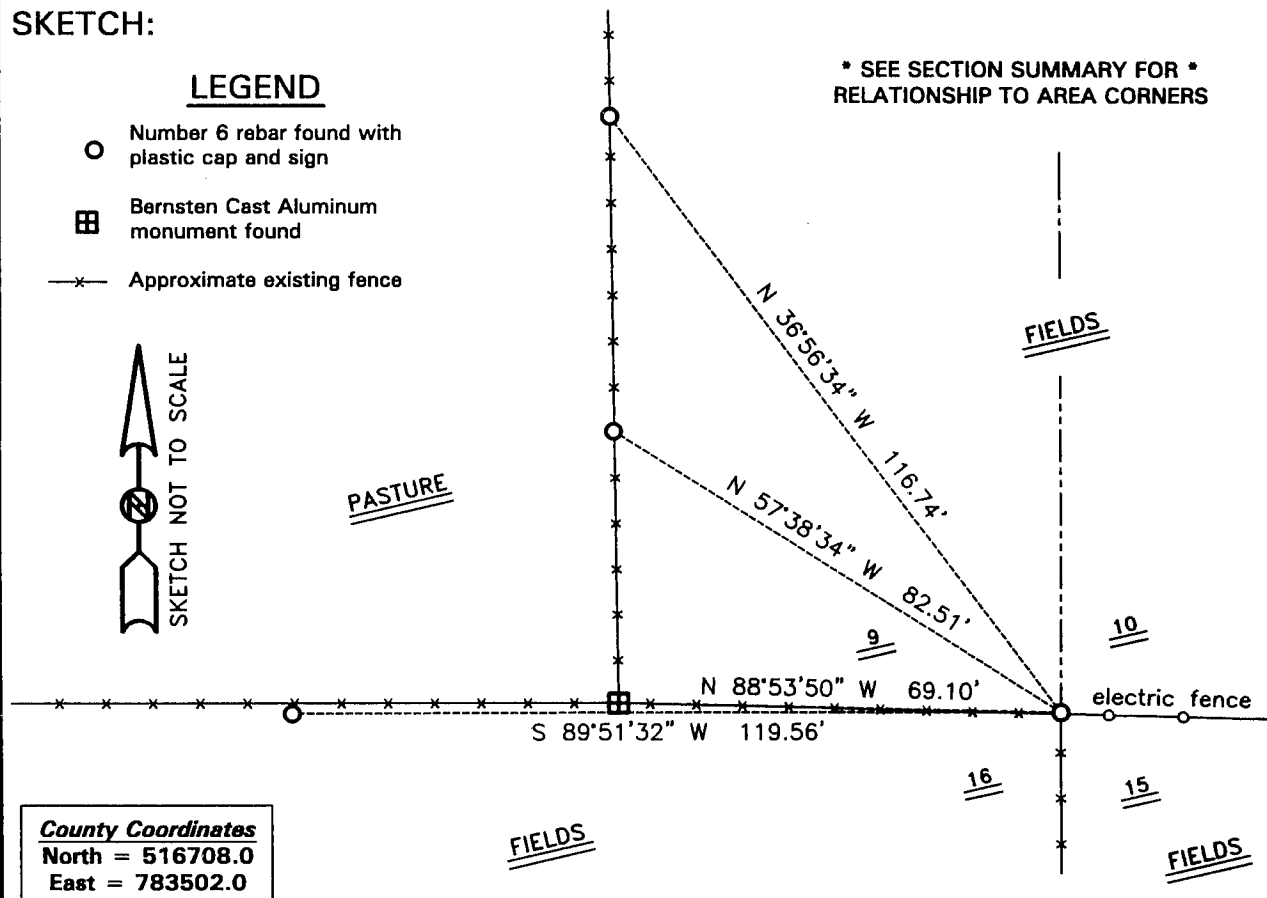 SKETCH:
LEGEND
Number 6 rebar found with
plastic cap and sign
Bernsten Cast Aluminum
monument found
Approximate existing fence
* SEE SECTION SUMMARY FOR *
RELATIONSHIP TO AREA CORNERS
N
SKETCH NOT TO SCALE
N 36°56'34" W 116.74'
FIELDS
PASTURE
N 57°38'34" W 82.51'
9
10
N 88°53'50" W 69.10'
electric fence
S 89°51'32" W 119.56'
16
15
FIELDS
FIELDS
County Coordinates
North = 516708.0
East = 783502.0